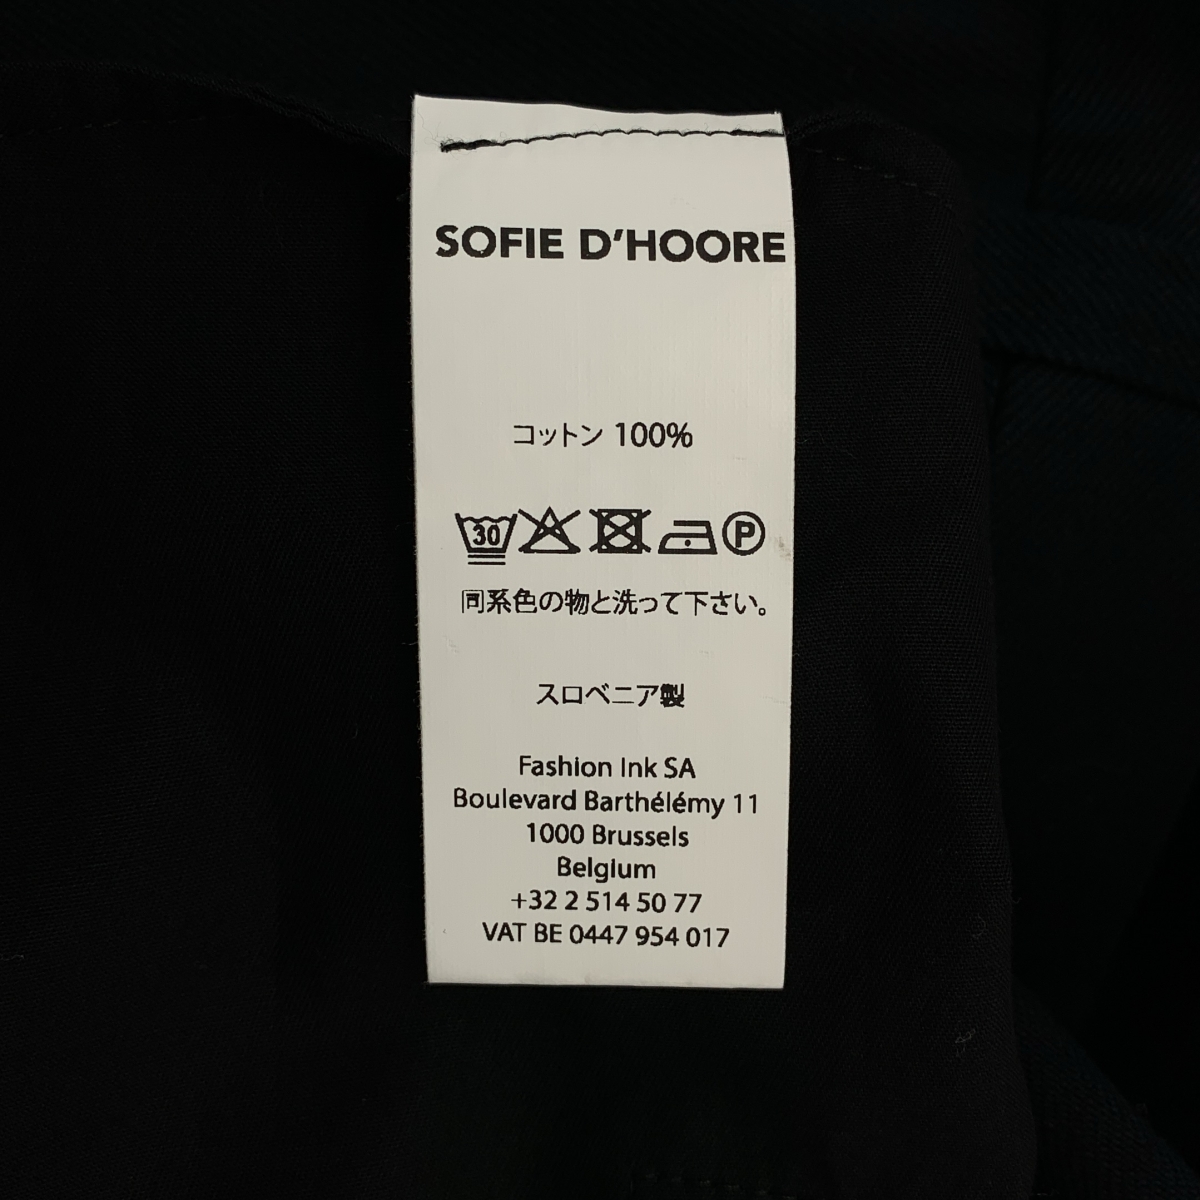 SOFIE D'HOORE
コットン 100%
30 P
同系色の物と洗って下さい。
スロベニア製
Fashion Ink SA
Boulevard Barthélémy 11
1000 Brussels
Belgium
+32 2 514 50 77
VAT BE 0447 954 017